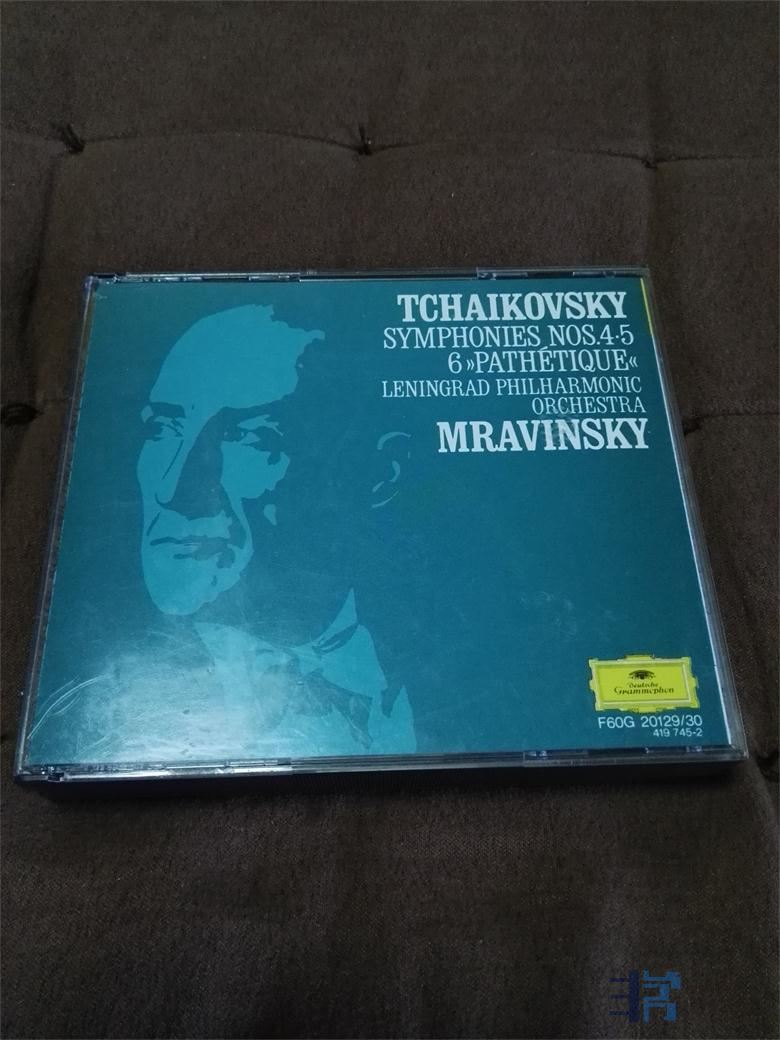 TCHAIKOVSKY
SYMPHONIES NOS.4·5
6 »PATHÉTIQUE«
LENINGRAD PHILHARMONIC
ORCHESTRA
MRAVINSKY
Deutsche
Grammophon
F60G 20129/30
419 745-2